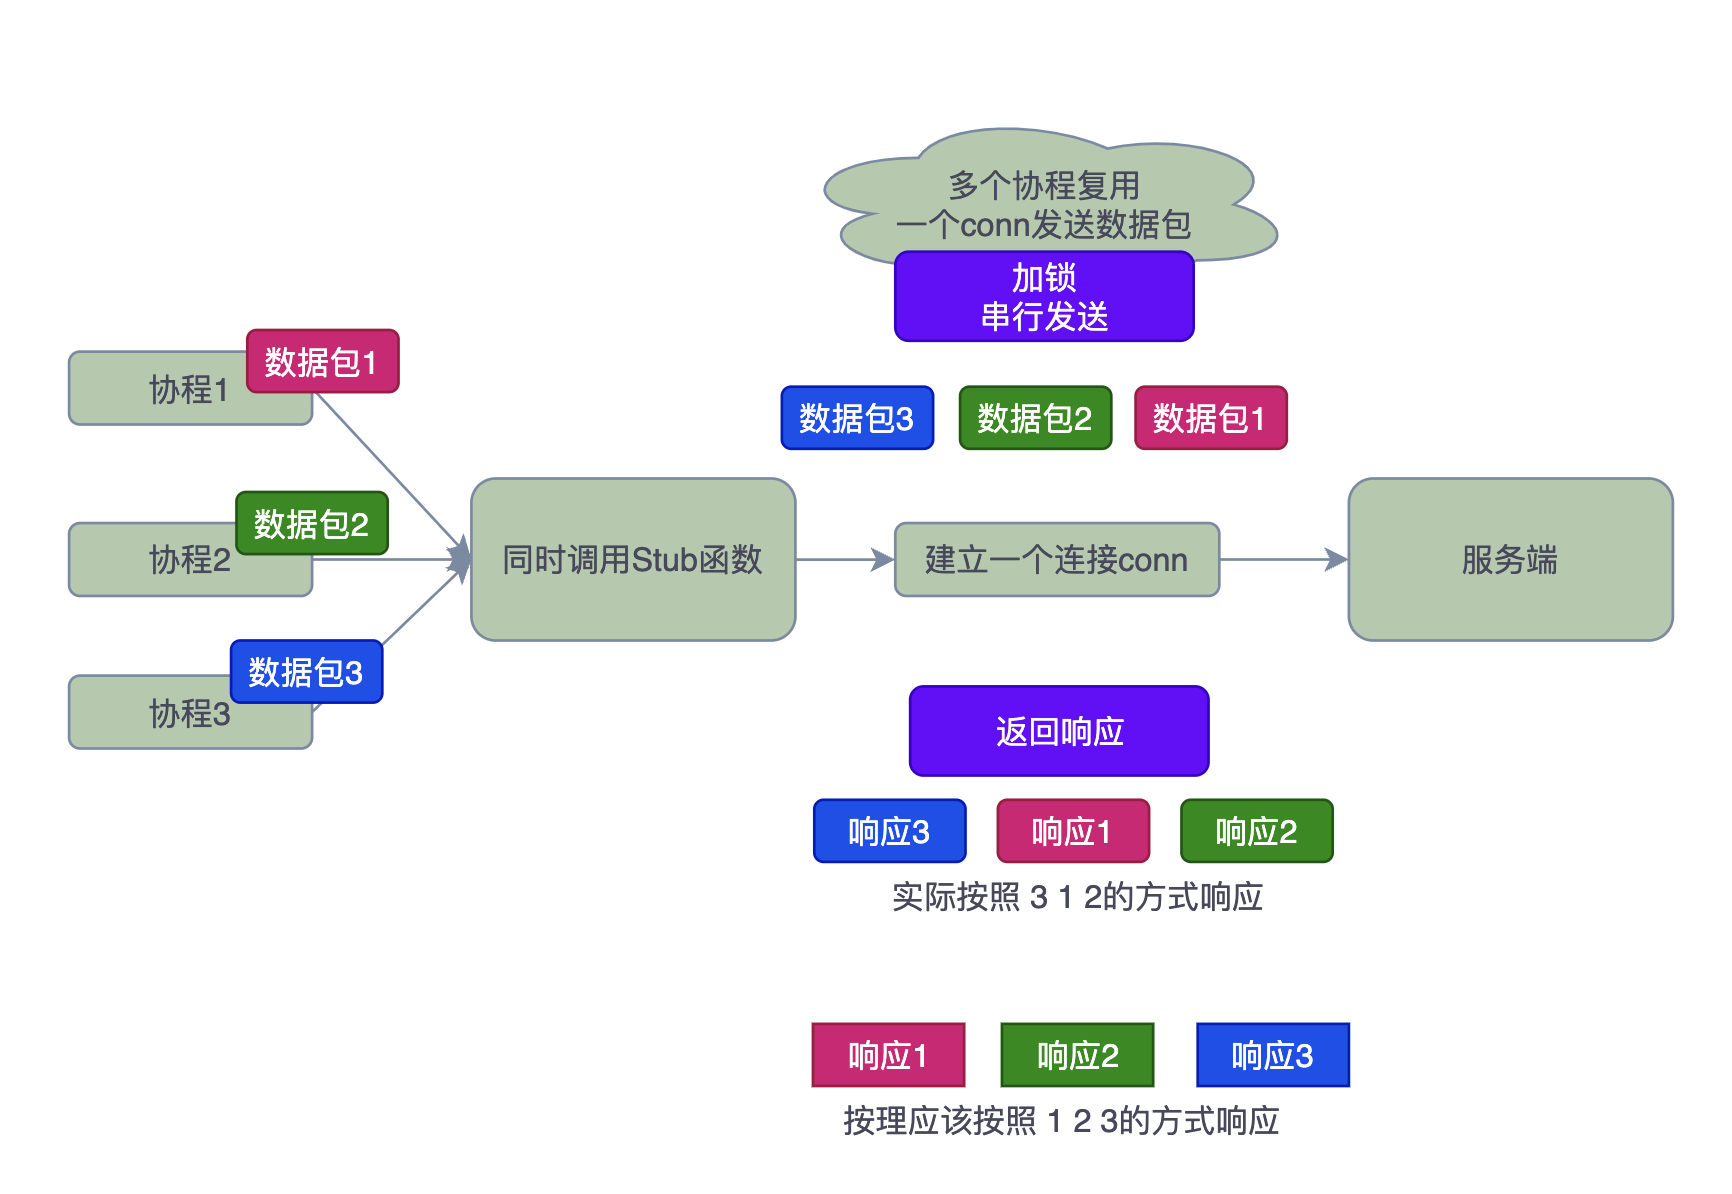 多个协程复用
一个conn发送数据包
加锁
串行发送
数据包1
协程1
数据包3
数据包2
数据包1
数据包2
协程2
同时调用Stub函数
建立一个连接conn
服务端
数据包3
协程3
返回响应
响应3
响应1
响应2
实际按照 3 1 2的方式响应
响应1
响应2
响应3
按理应该按照 1 2 3的方式响应